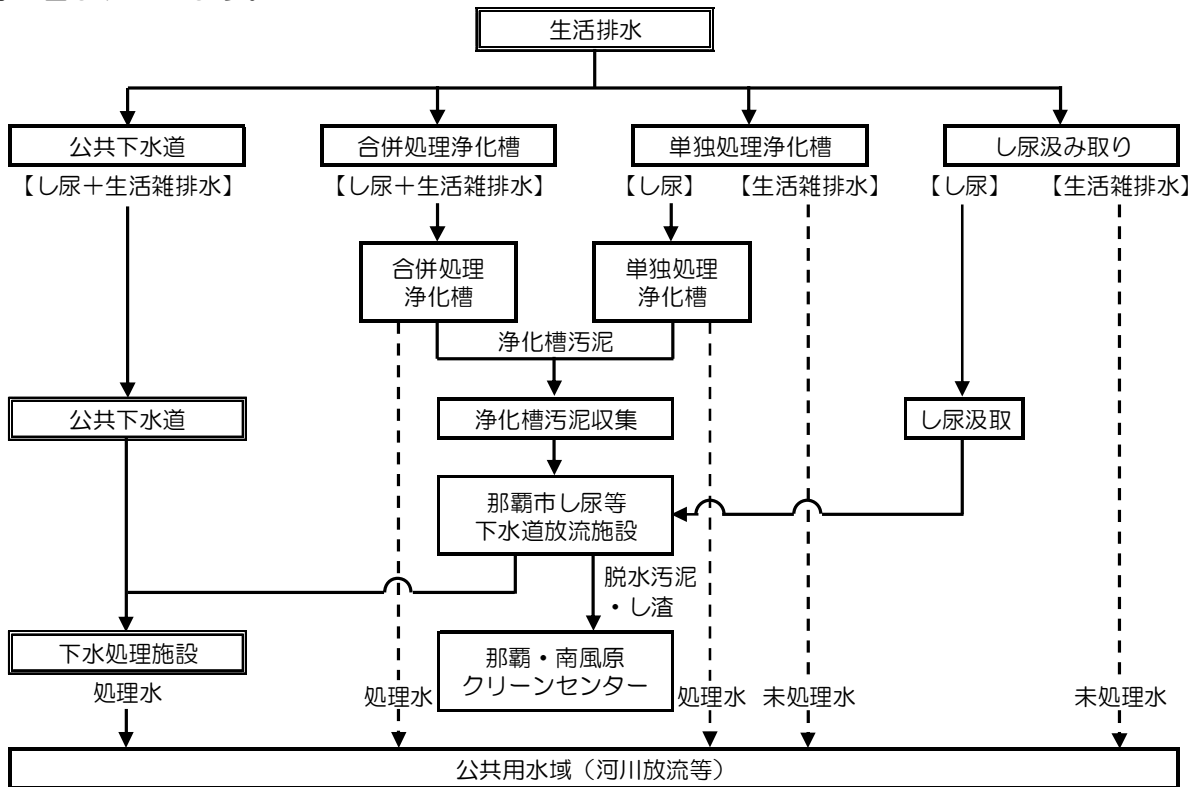 生活排水
公共下水道
合併処理浄化槽
単独処理浄化槽
し尿汲み取り
【し尿＋生活雑排水】
【し尿＋生活雑排水】
【し尿】
【生活雑排水】
【し尿】
【生活雑排水】
合併処理
浄化槽
単独処理
浄化槽
浄化槽汚泥
公共下水道
浄化槽汚泥収集
し尿汲取
那覇市し尿等
下水道放流施設
脱水汚泥
・し渣
下水処理施設
那覇・南風原
クリーンセンター
処理水
処理水
処理水
未処理水
未処理水
公共用水域（河川放流等）